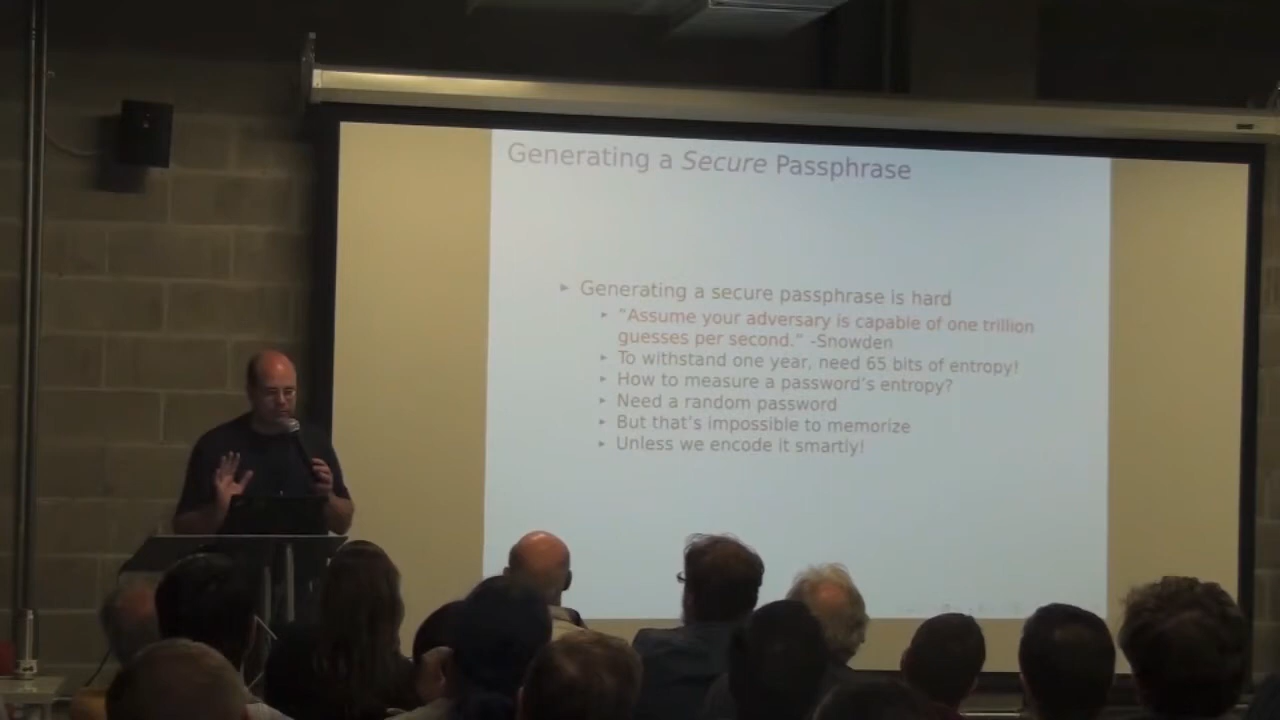 Generating a Secure Passphrase
▸ Generating a secure passphrase is hard
▸ "Assume your adversary is capable of one trillion
guesses per second." -Snowden
▸ To withstand one year, need 65 bits of entropy!
▸ How to measure a password's entropy?
▸ Need a random password
▸ But that's impossible to memorize
▸ Unless we encode it smartly!